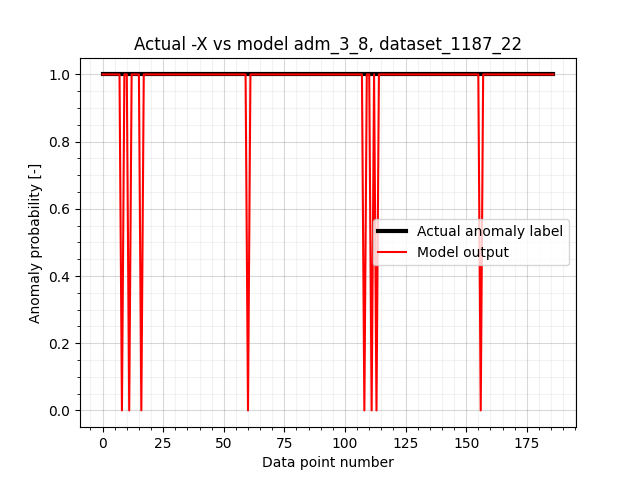 Actual -X vs model adm_3_8, dataset_1187_22
Anomaly probability [-]
1.0
0.8
0.6
0.4
0.2
0.0
Actual anomaly label
Model output
0 25 50 75 100 125 150 175
Data point number